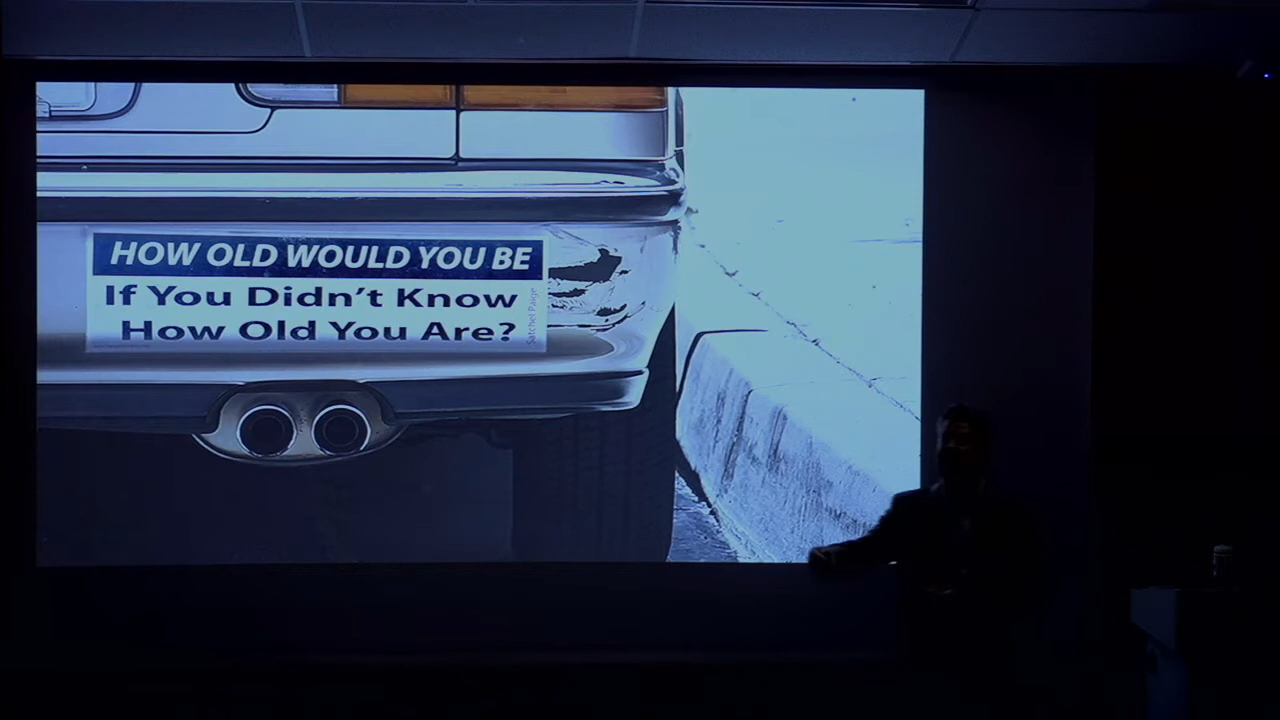 HOW OLD WOULD YOU BE
If You Didn't Know
How Old You Are?
Satchel Paige